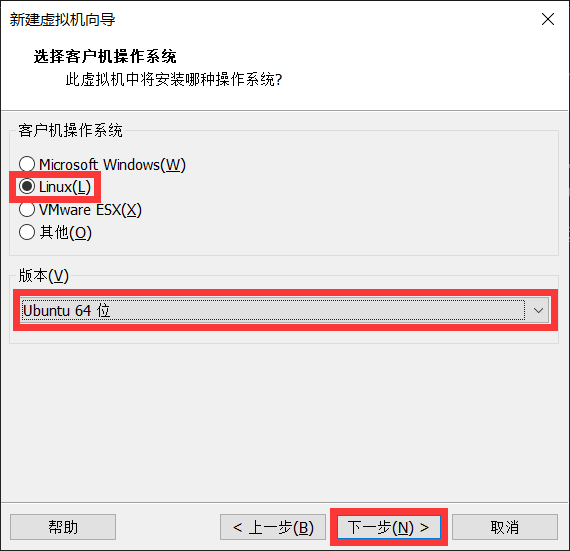 新建虚拟机向导
选择客户机操作系统
此虚拟机中将安装哪种操作系统?
客户机操作系统
Microsoft Windows(W)
Linux(L)
VMware ESX(X)
其他(O)
版本(V)
Ubuntu 64 位
帮助
< 上一步(B)
下一步(N) >
取消